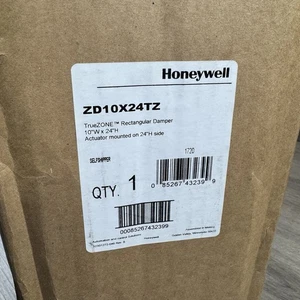 Honeywell
ZD10X24TZ
TrueZONE™ Rectangular Damper
10"W x 24"H
Actuator mounted on 24"H side
SELFSHIPPER
1720
QTY. 1
0 85267 43239 9
00085267432399